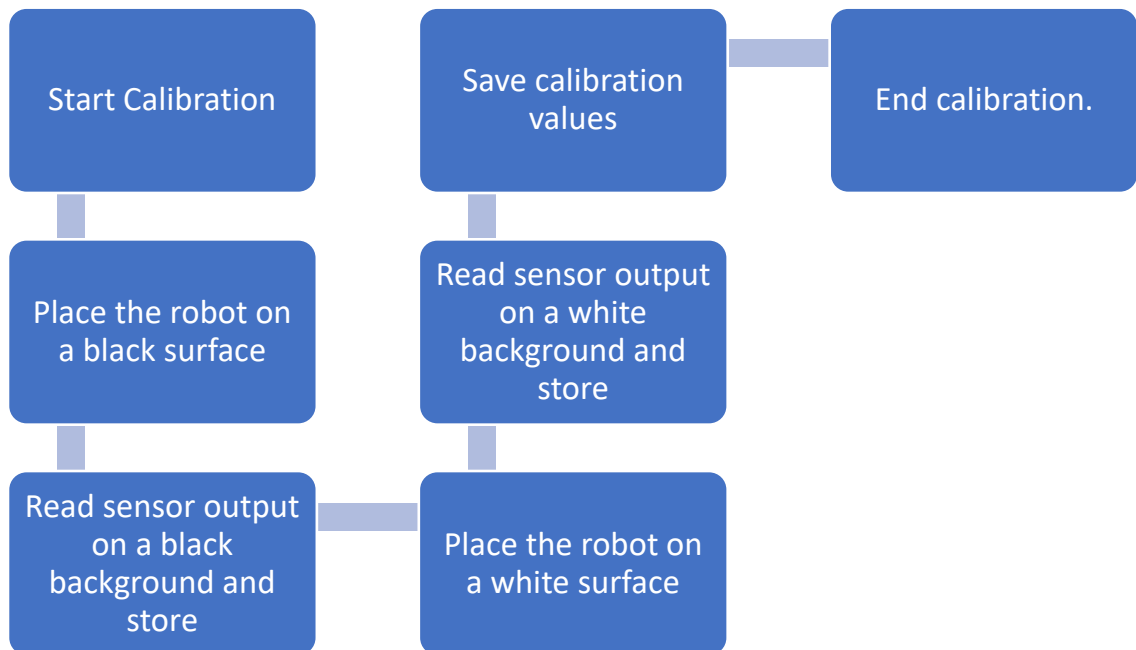 Start Calibration
Place the robot on
a black surface
Read sensor output
on a black
background and
store
Place the robot on
a white surface
Read sensor output
on a white
background and
store
Save calibration
values
End calibration.